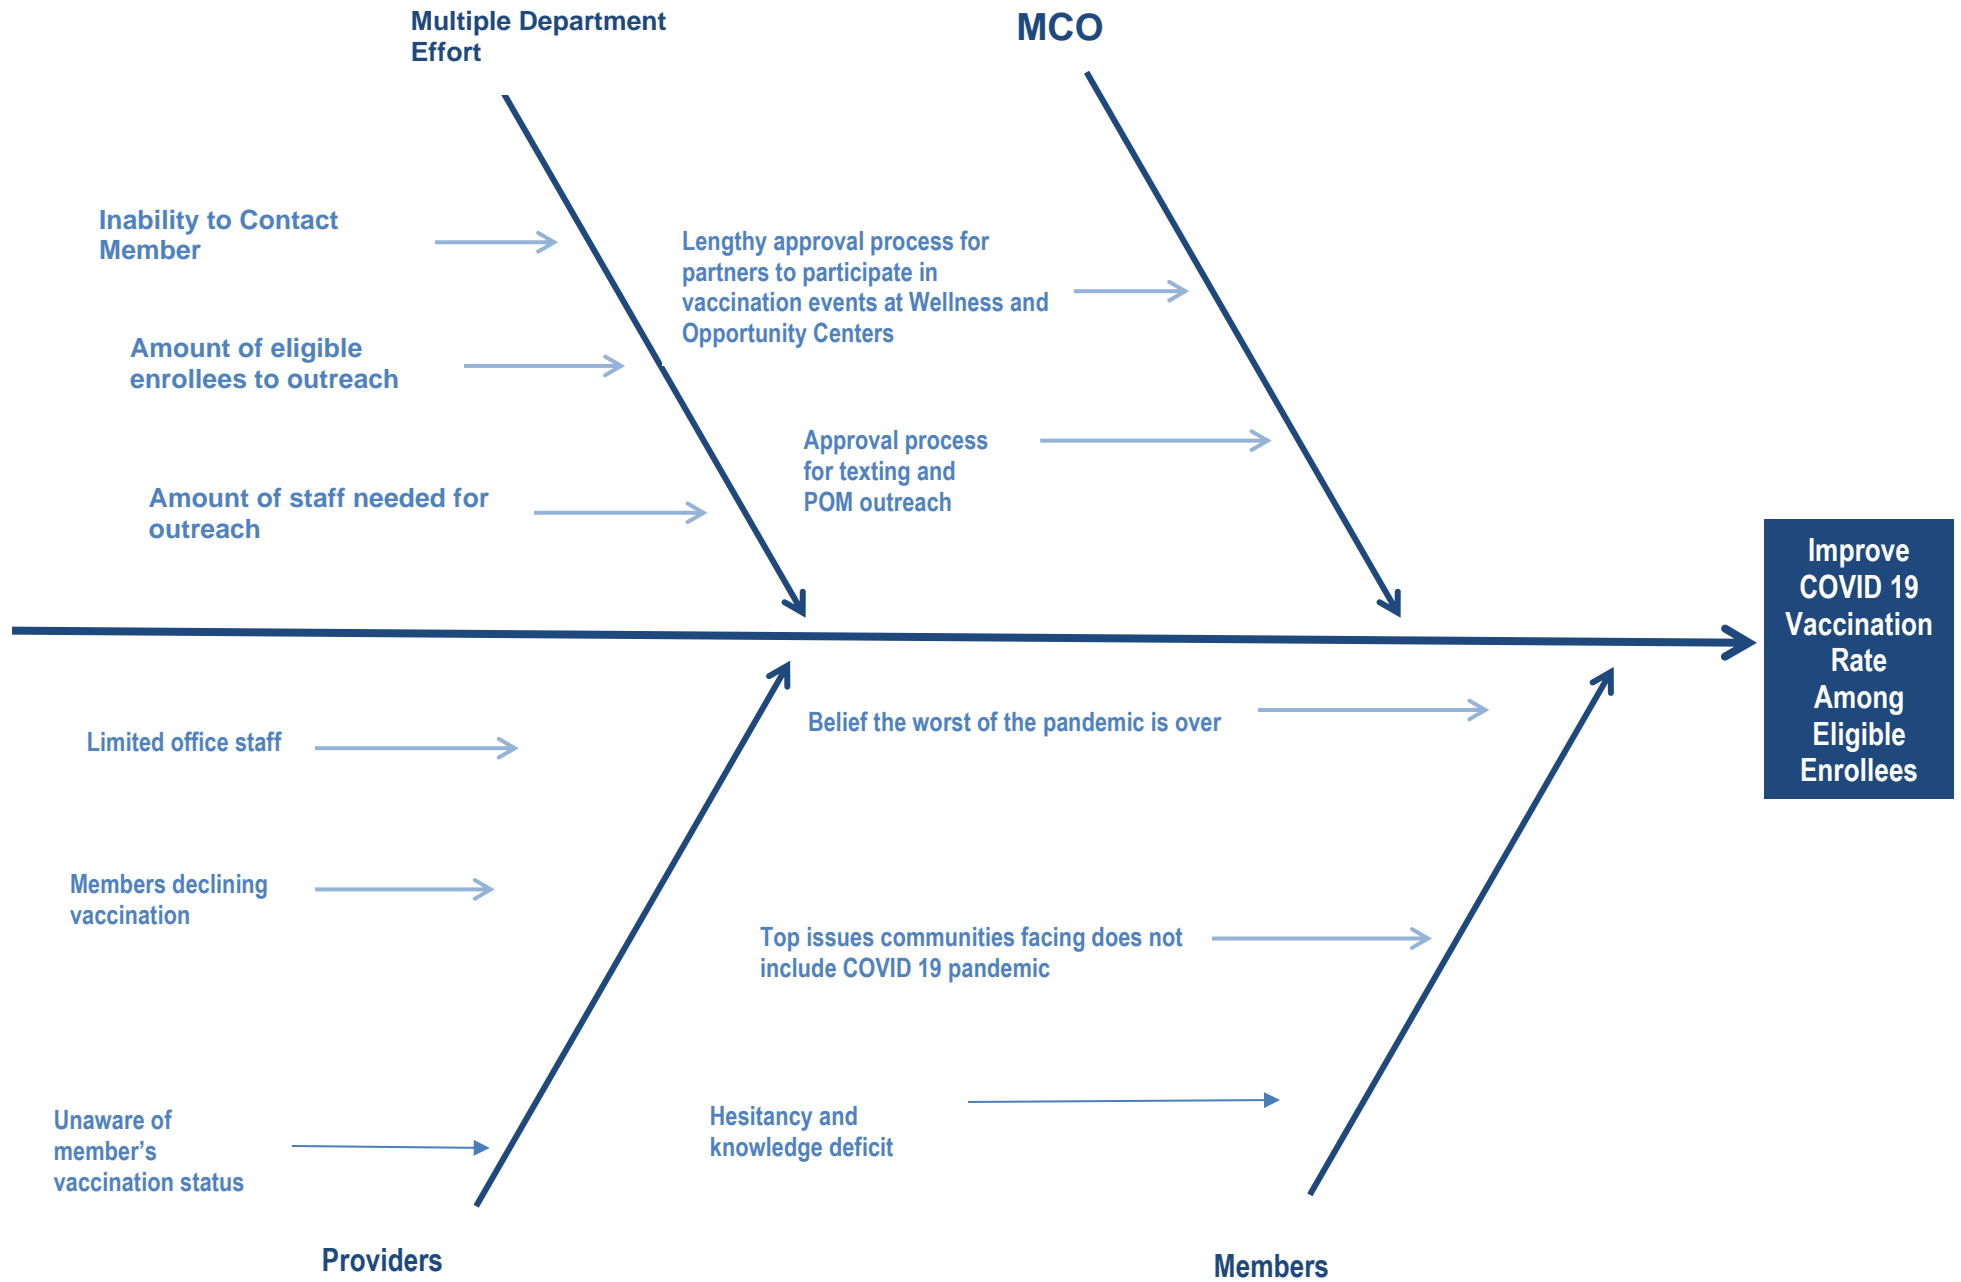 Multiple Department
Effort
MCO
Inability to Contact
Member
Amount of eligible
enrollees to outreach
Amount of staff needed for
outreach
Lengthy approval process for
partners to participate in
vaccination events at Wellness and
Opportunity Centers
Approval process
for texting and
POM outreach
Improve
COVID 19
Vaccination
Rate
Among
Eligible
Enrollees
Limited office staff
Members declining
vaccination
Unaware of
member’s
vaccination status
Belief the worst of the pandemic is over
Top issues communities facing does not
include COVID 19 pandemic
Hesitancy and
knowledge deficit
Providers
Members